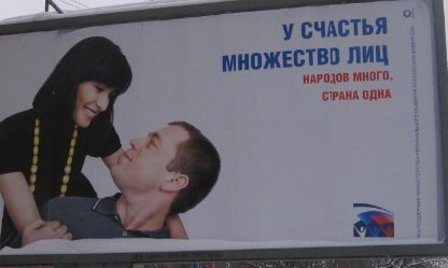 У СЧАСТЬЯ
МНОЖЕСТВО ЛИЦ
НАРОДОВ МНОГО,
СТРАНА ОДНА